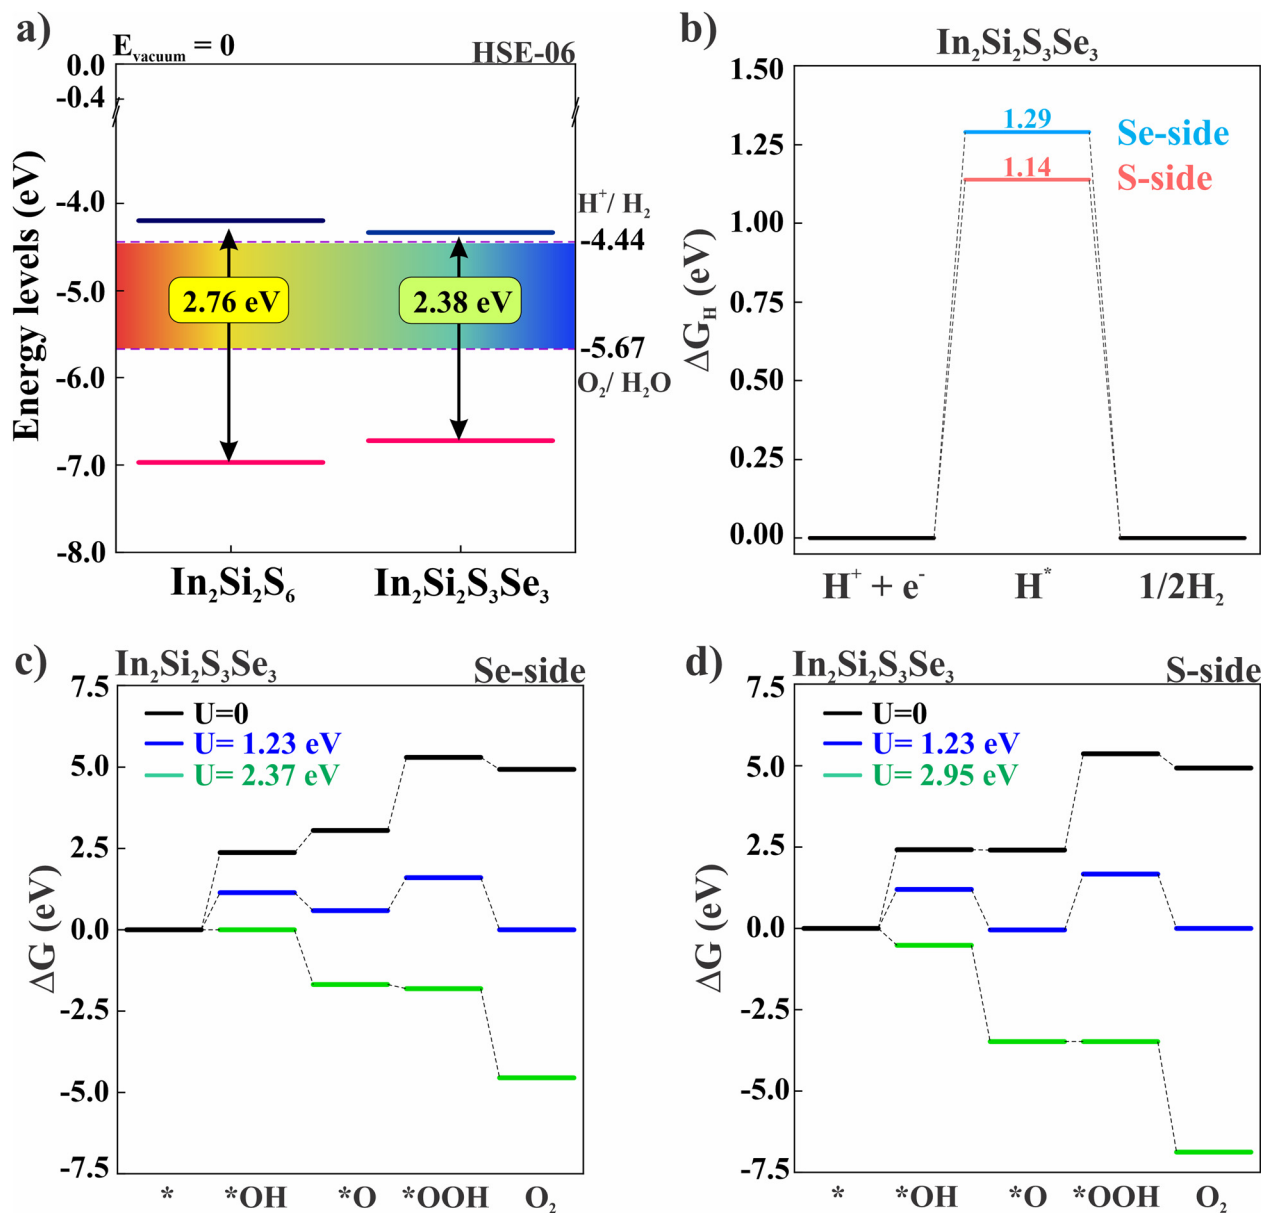 a)
E_vacuum = 0
HSE-06
0.0
-0.4
-4.0
-5.0
-6.0
-7.0
-8.0
Energy levels (eV)
H⁺/ H₂
-4.44
-5.67
O₂/ H₂O
2.76 eV
2.38 eV
In₂Si₂S₆
In₂Si₂S₃Se₃
b)
In₂Si₂S₃Se₃
1.50
1.25
1.00
0.75
0.50
0.25
0.00
ΔG_H (eV)
1.29
Se-side
1.14
S-side
H⁺ + e⁻
H*
1/2H₂
c)
In₂Si₂S₃Se₃
Se-side
7.5
5.0
2.5
0.0
-2.5
-5.0
-7.5
ΔG (eV)
U=0
U= 1.23 eV
U= 2.37 eV
*
*OH
*O
*OOH
O₂
d)
In₂Si₂S₃Se₃
S-side
7.5
5.0
2.5
0.0
-2.5
-5.0
-7.5
ΔG (eV)
U=0
U= 1.23 eV
U= 2.95 eV
*
*OH
*O
*OOH
O₂